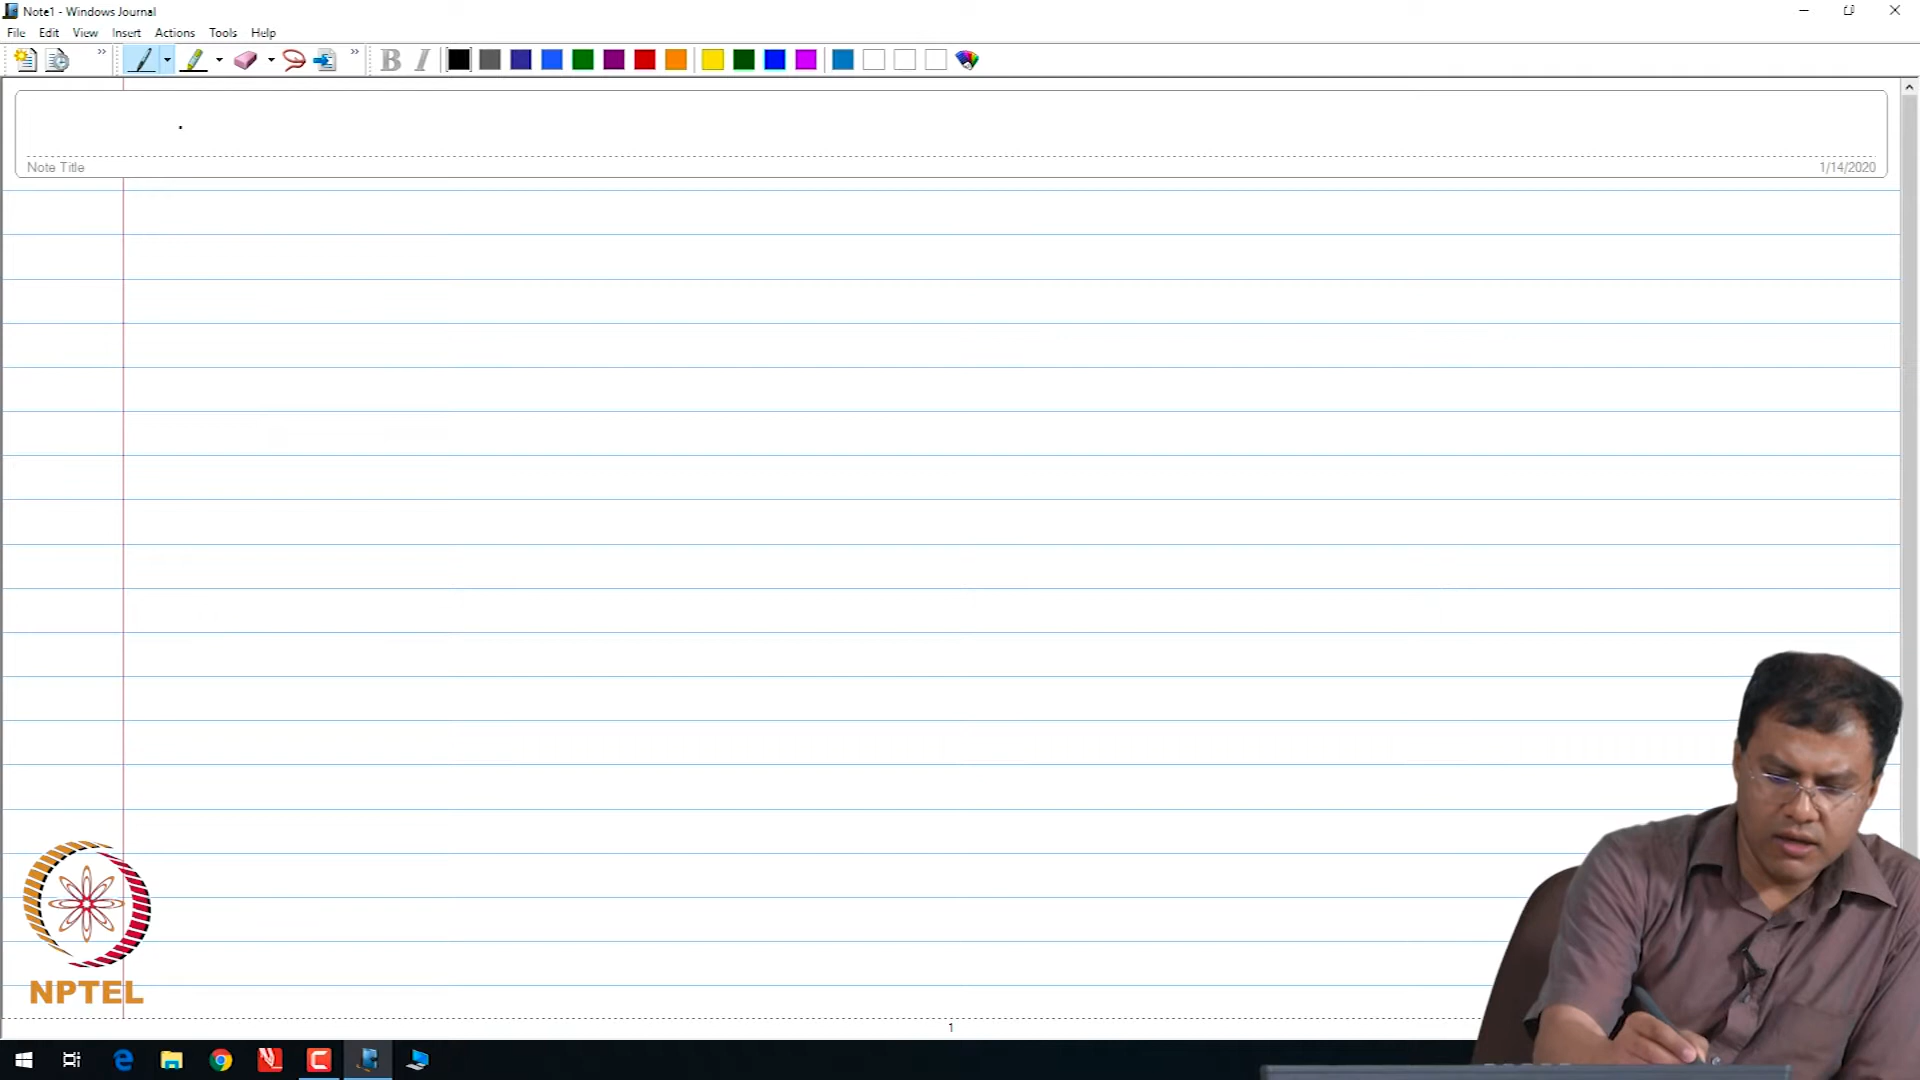 Note1 - Windows Journal
File Edit View Insert Actions Tools Help
B I
Note Title
1/14/2020
NPTEL
1